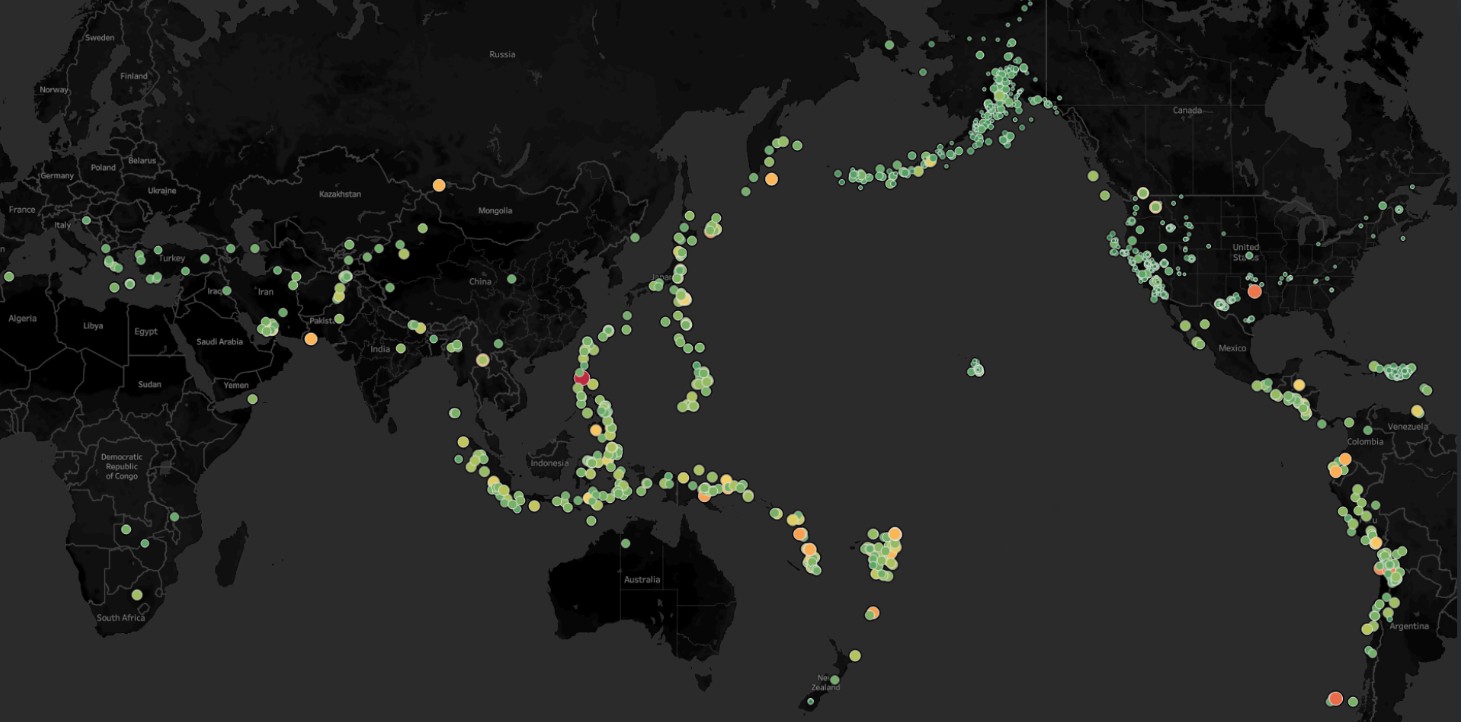 Sweden
Russia
Finland
Norway
Canada
Belarus
Poland
Germany
Ukraine
Kazakhstan
France
Mongolia
Italy
United
States
Turkey
Japan
China
Iraq
Iran
Algeria
Libya
Egypt
Pakist
Saudi Arabia
India
Mexico
Sudan
Yemen
Venezuela
Colombia
Democratic
Republic
of Congo
Indonesia
Australia
South Africa
Argentina
New
Zealand